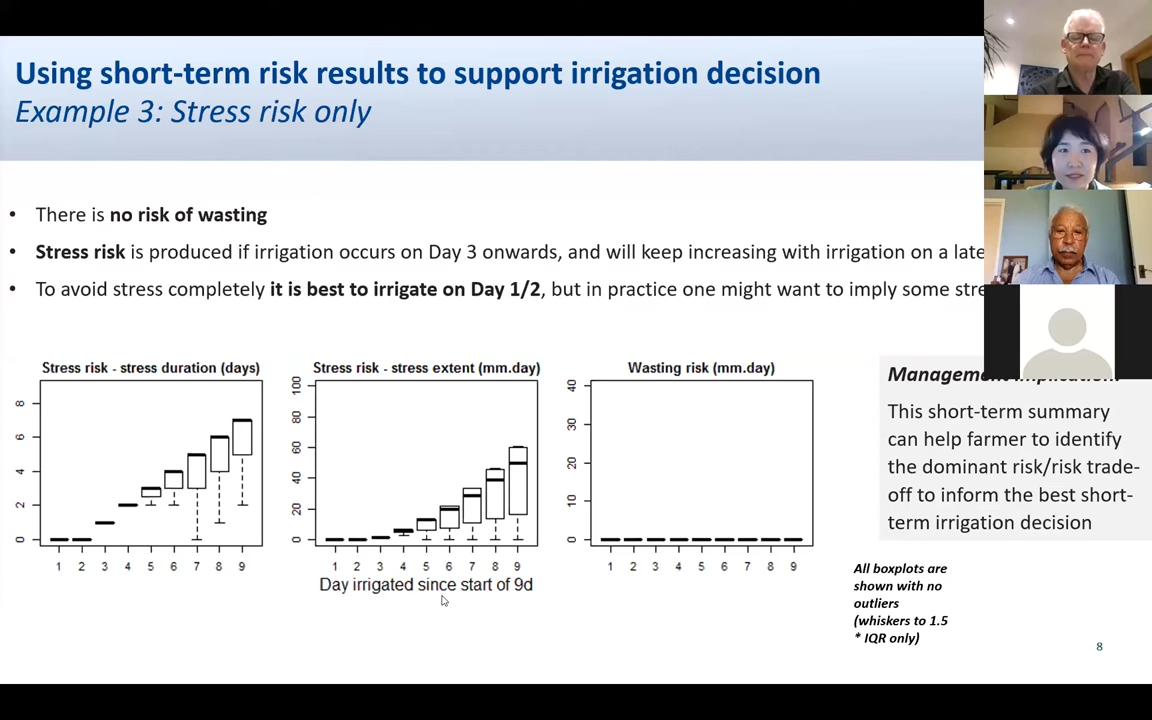 Using short-term risk results to support irrigation decision
Example 3: Stress risk only
• There is no risk of wasting
• Stress risk is produced if irrigation occurs on Day 3 onwards, and will keep increasing with irrigation on a late
• To avoid stress completely it is best to irrigate on Day 1/2, but in practice one might want to imply some stre
Stress risk - stress duration (days)
0 2 4 6 8
1 2 3 4 5 6 7 8 9
Stress risk - stress extent (mm.day)
0 20 40 60 80 100
1 2 3 4 5 6 7 8 9
Day irrigated since start of 9d
Wasting risk (mm.day)
0 10 20 30 40
1 2 3 4 5 6 7 8 9
Management
This short-term summary
can help farmer to identify
the dominant risk/risk trade-
off to inform the best short-
term irrigation decision
All boxplots are
shown with no
outliers
(whiskers to 1.5
* IQR only)
8